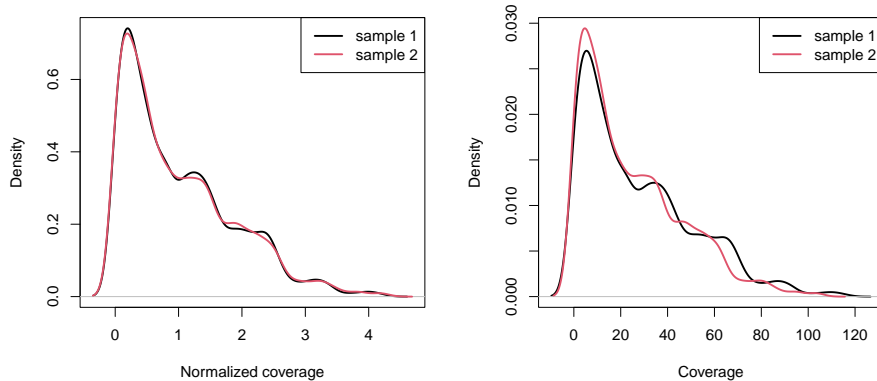 sample 1
sample 2
Density
0.0 0.2 0.4 0.6
0 1 2 3 4
Normalized coverage
sample 1
sample 2
Density
0.000 0.010 0.020 0.030
0 20 40 60 80 100 120
Coverage